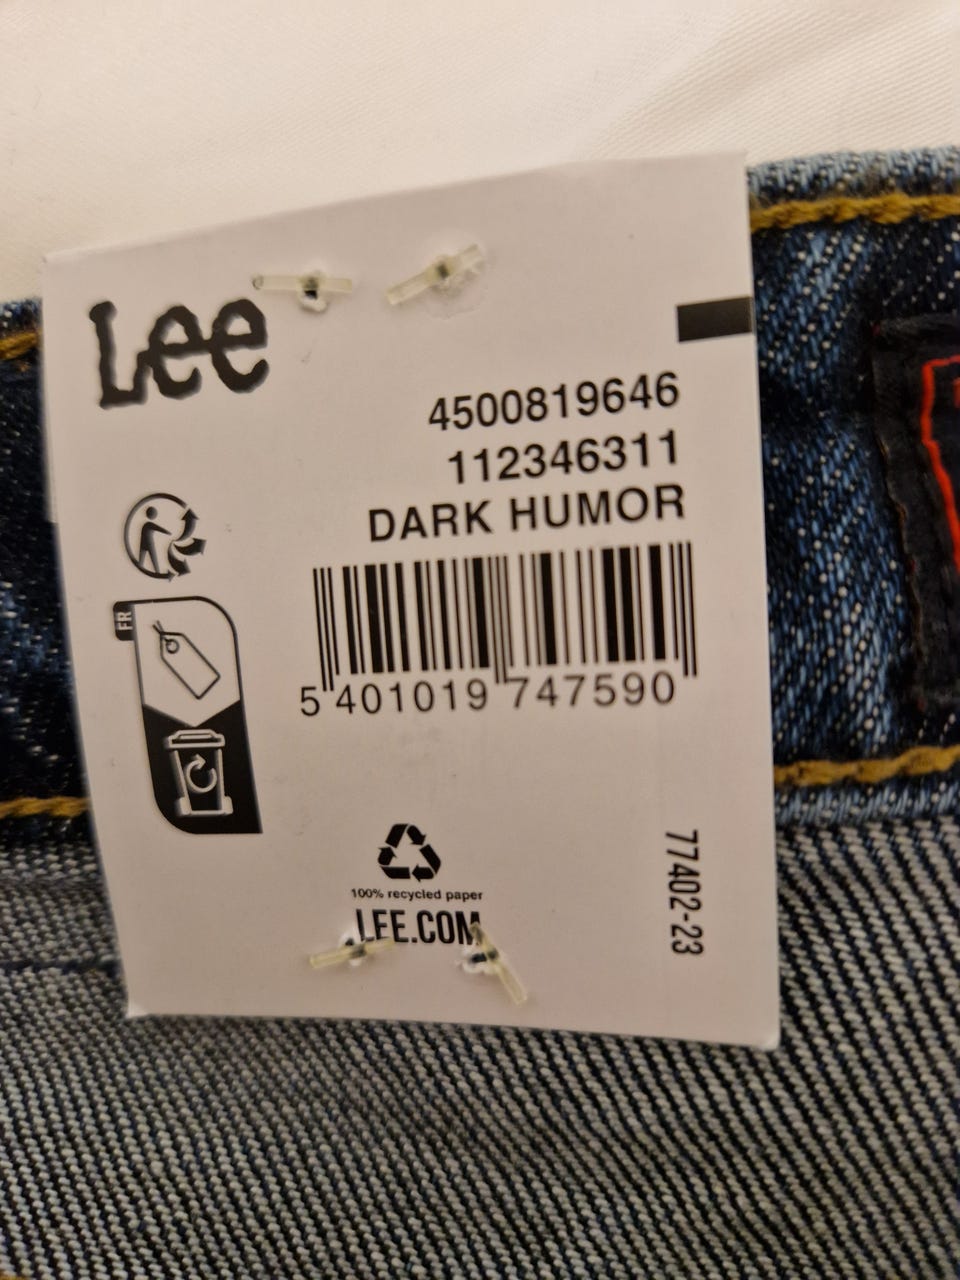 Lee
4500819646
112346311
DARK HUMOR
5 401019 747590
FR
100% recycled paper
LEE.COM
77402-23